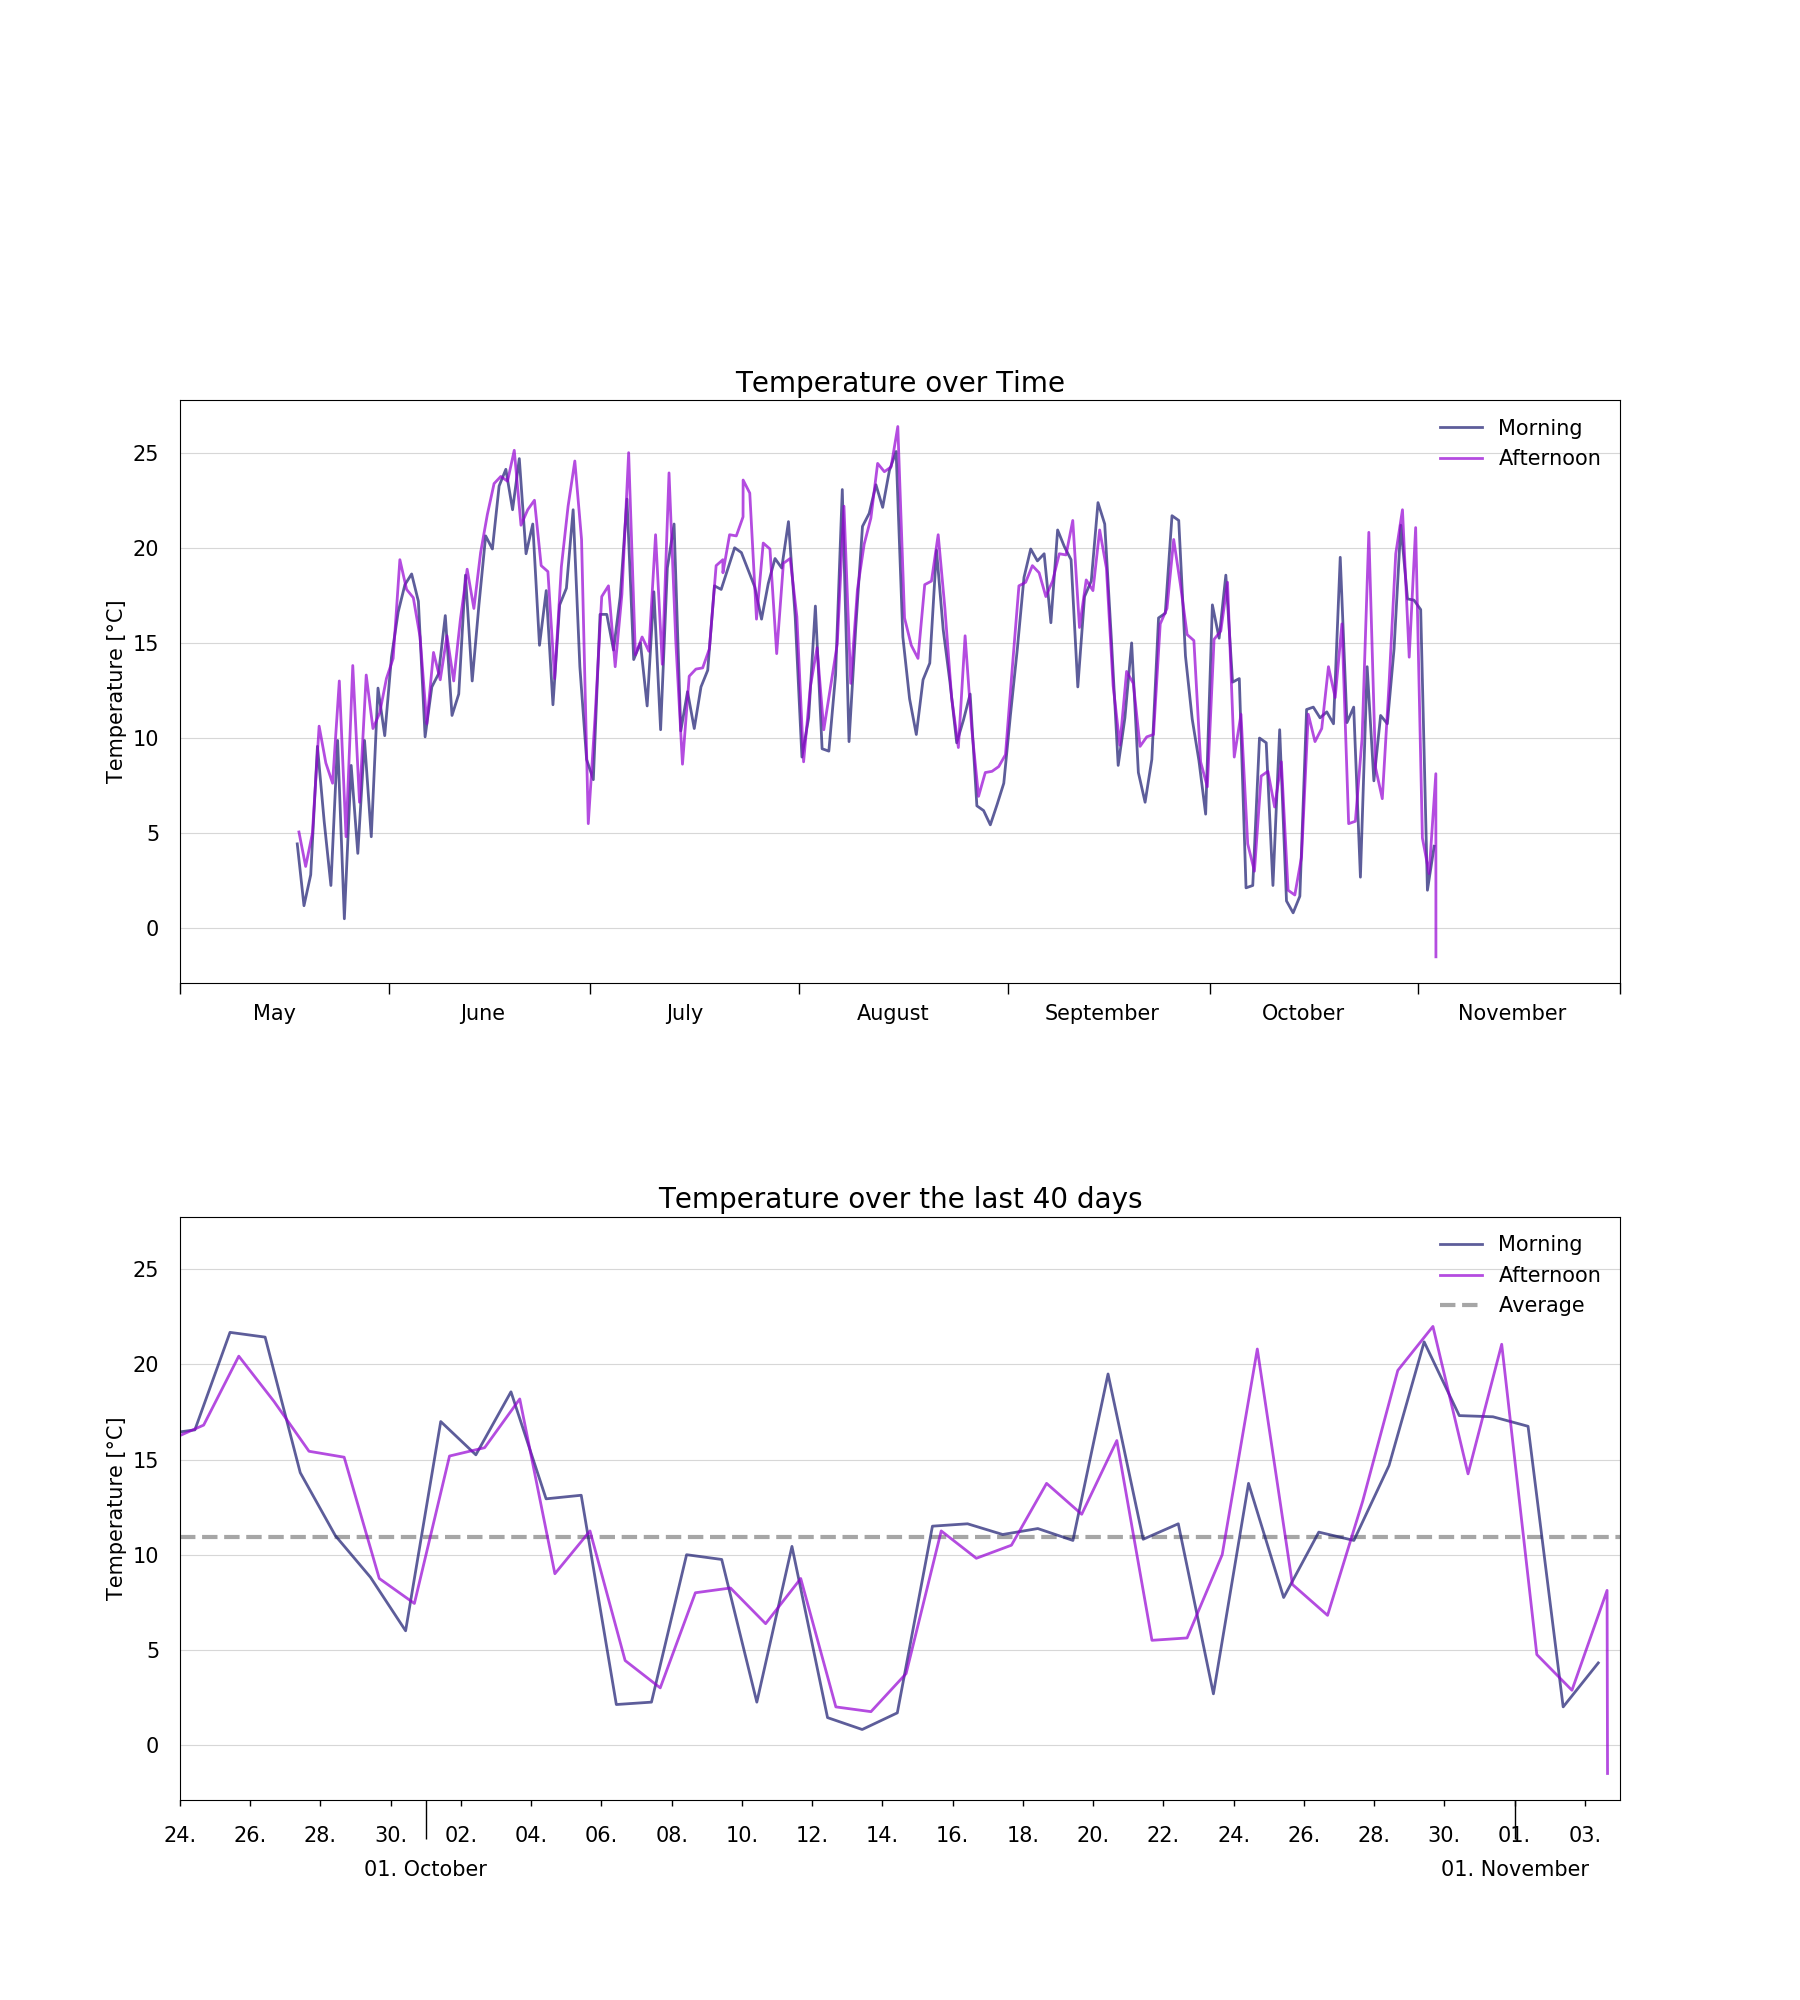 Temperature over Time
Morning
Afternoon
25
20
15
10
5
0
Temperature [°C]
May June July August September October November
Temperature over the last 40 days
Morning
Afternoon
Average
25
20
15
10
5
0
Temperature [°C]
24. 26. 28. 30. 02. 04. 06. 08. 10. 12. 14. 16. 18. 20. 22. 24. 26. 28. 30. 01. 03.
01. October 01. November